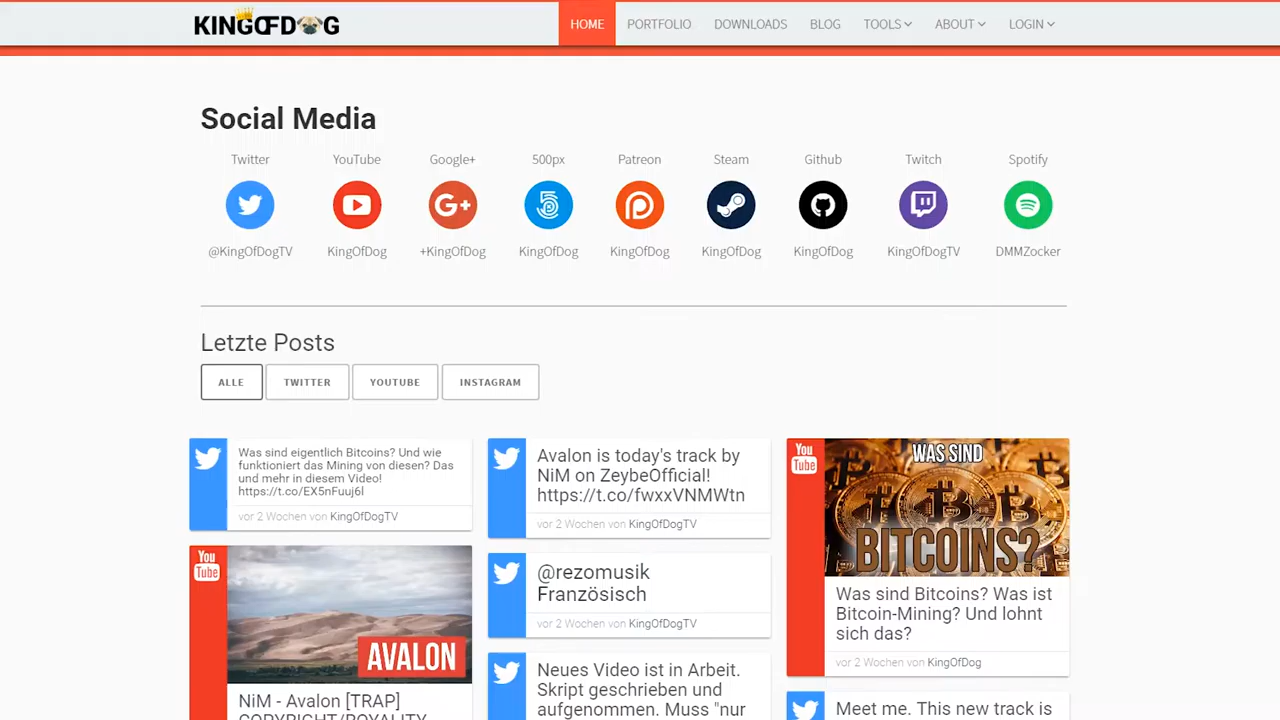 KINGOFDOG
HOME
PORTFOLIO
DOWNLOADS
BLOG
TOOLS
ABOUT
LOGIN
Social Media
Twitter
YouTube
Google+
500px
Patreon
Steam
Github
Twitch
Spotify
@KingOfDogTV
KingOfDog
+KingOfDog
KingOfDog
KingOfDog
KingOfDog
KingOfDog
KingOfDogTV
DMMZocker
Letzte Posts
ALLE
TWITTER
YOUTUBE
INSTAGRAM
Was sind eigentlich Bitcoins? Und wie
funktioniert das Mining von diesen? Das
und mehr in diesem Video!
https://t.co/EX5nFuuj6l
vor 2 Wochen von KingOfDogTV
You
Tube
AVALON
NiM - Avalon [TRAP]
COPYRIGHT/ROYALITY
Avalon is today's track by
NiM on ZeybeOfficial!
https://t.co/fwxxVNMWtn
vor 2 Wochen von KingOfDogTV
@rezomusik
Französisch
vor 2 Wochen von KingOfDogTV
Neues Video ist in Arbeit.
Skript geschrieben und
aufgenommen. Muss "nur
You
Tube
WAS SIND
BITCOINS?
Was sind Bitcoins? Was ist
Bitcoin-Mining? Und lohnt
sich das?
vor 2 Wochen von KingOfDog
Meet me. This new track is